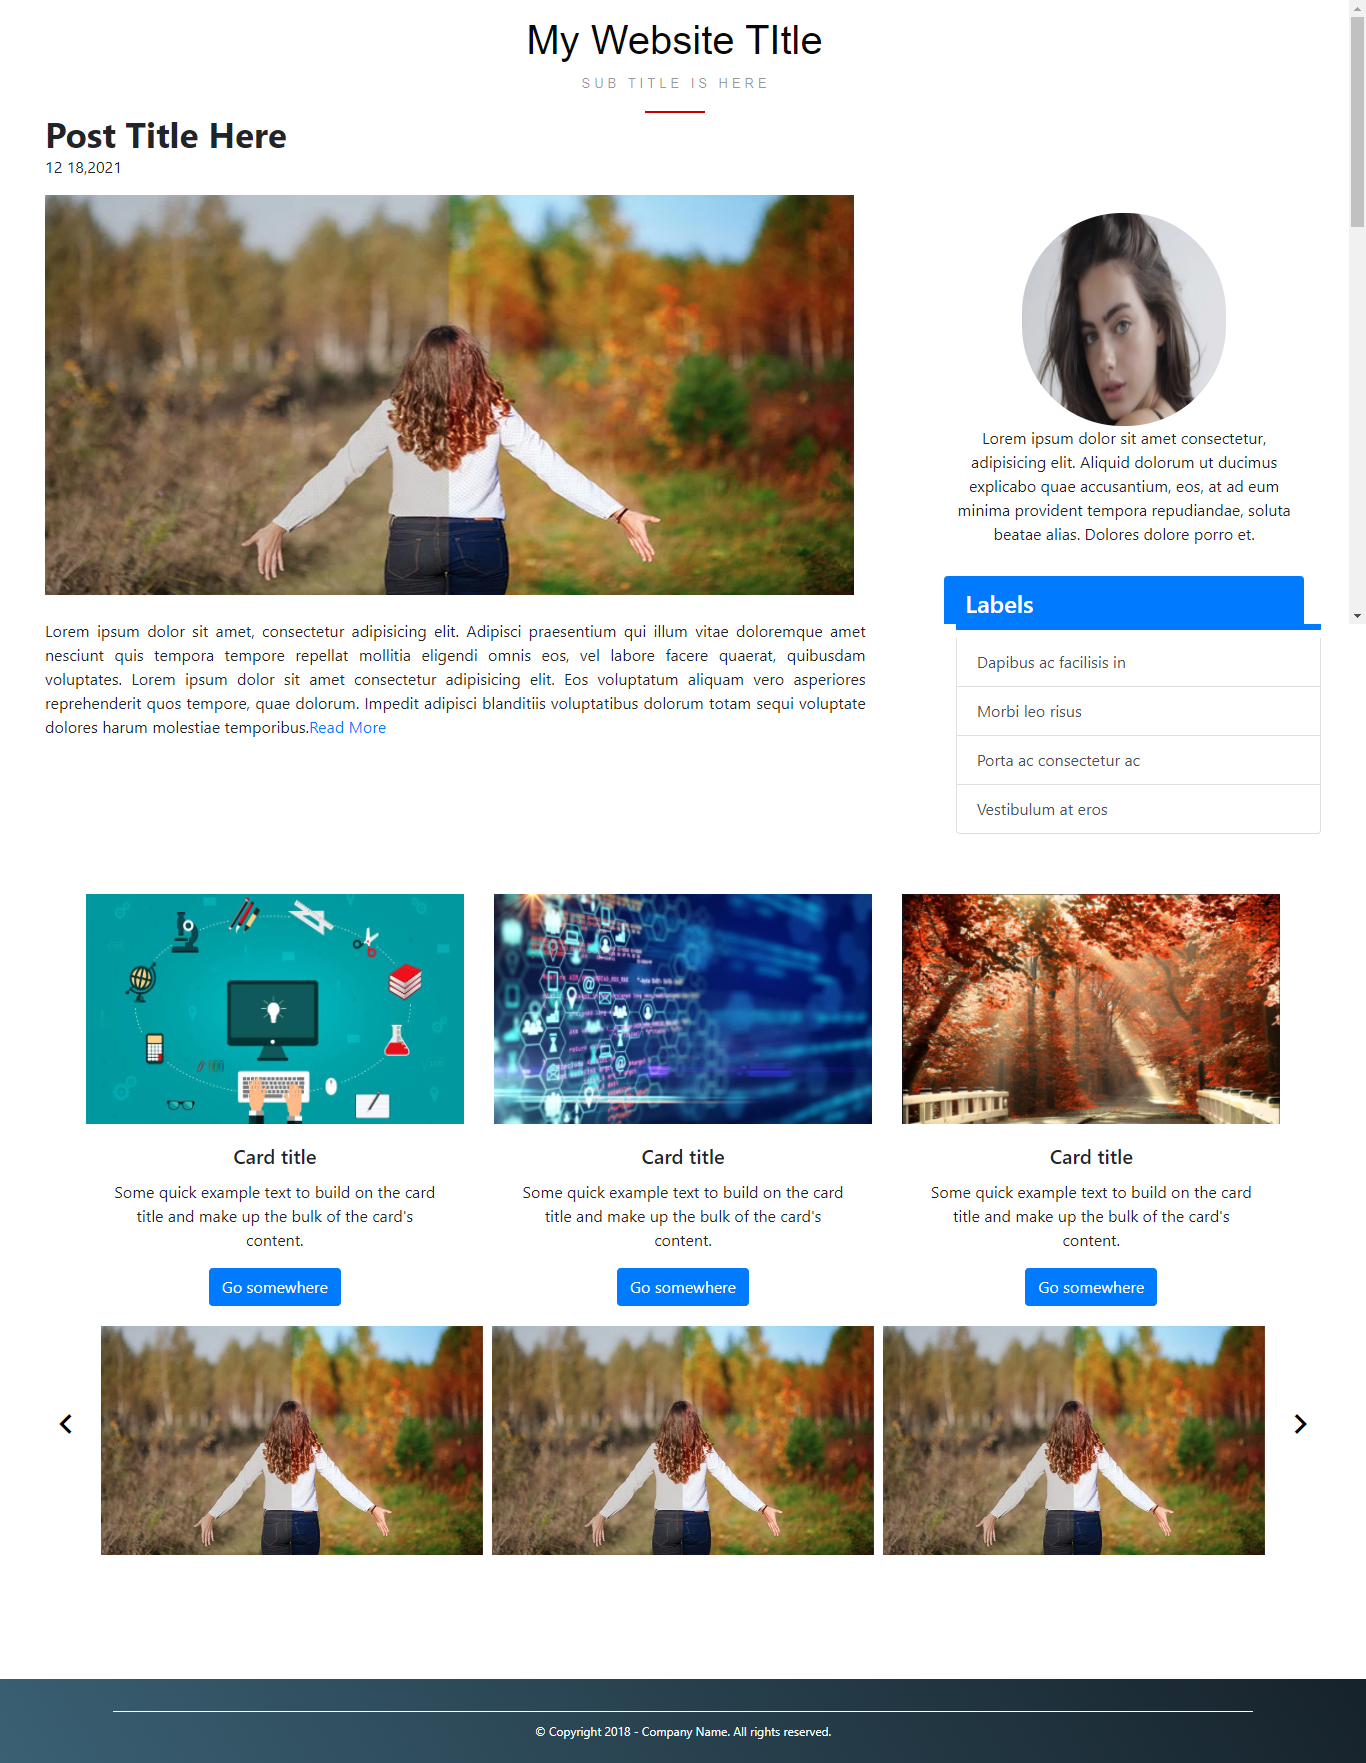 My Website TItle
SUB TITLE IS HERE
Post Title Here
12 18,2021
Lorem ipsum dolor sit amet consectetur,
adipisicing elit. Aliquid dolorum ut ducimus
explicabo quae accusantium, eos, at ad eum
minima provident tempora repudiandae, soluta
beatae alias. Dolores dolore porro et.
Labels
Dapibus ac facilisis in
Morbi leo risus
Porta ac consectetur ac
Vestibulum at eros
Lorem ipsum dolor sit amet, consectetur adipisicing elit. Adipisci praesentium qui illum vitae doloremque amet
nesciunt quis tempora tempore repellat mollitia eligendi omnis eos, vel labore facere quaerat, quibusdam
voluptates. Lorem ipsum dolor sit amet consectetur adipisicing elit. Eos voluptatum aliquam vero asperiores
reprehenderit quos tempore, quae dolorum. Impedit adipisci blanditiis voluptatibus dolorum totam sequi voluptate
dolores harum molestiae temporibus.Read More
Card title
Some quick example text to build on the card
title and make up the bulk of the card's
content.
Go somewhere
Card title
Some quick example text to build on the card
title and make up the bulk of the card's
content.
Go somewhere
Card title
Some quick example text to build on the card
title and make up the bulk of the card's
content.
Go somewhere
© Copyright 2018 - Company Name. All rights reserved.